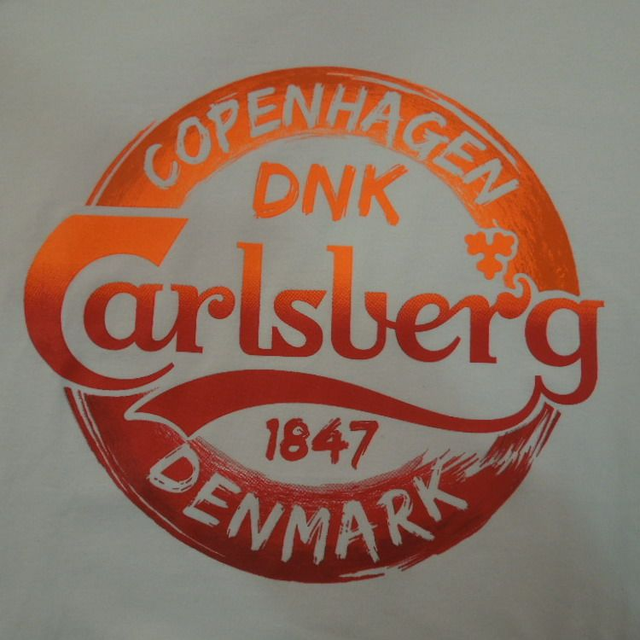 COPENHAGEN
DNK
Carlsberg
1847
DENMARK